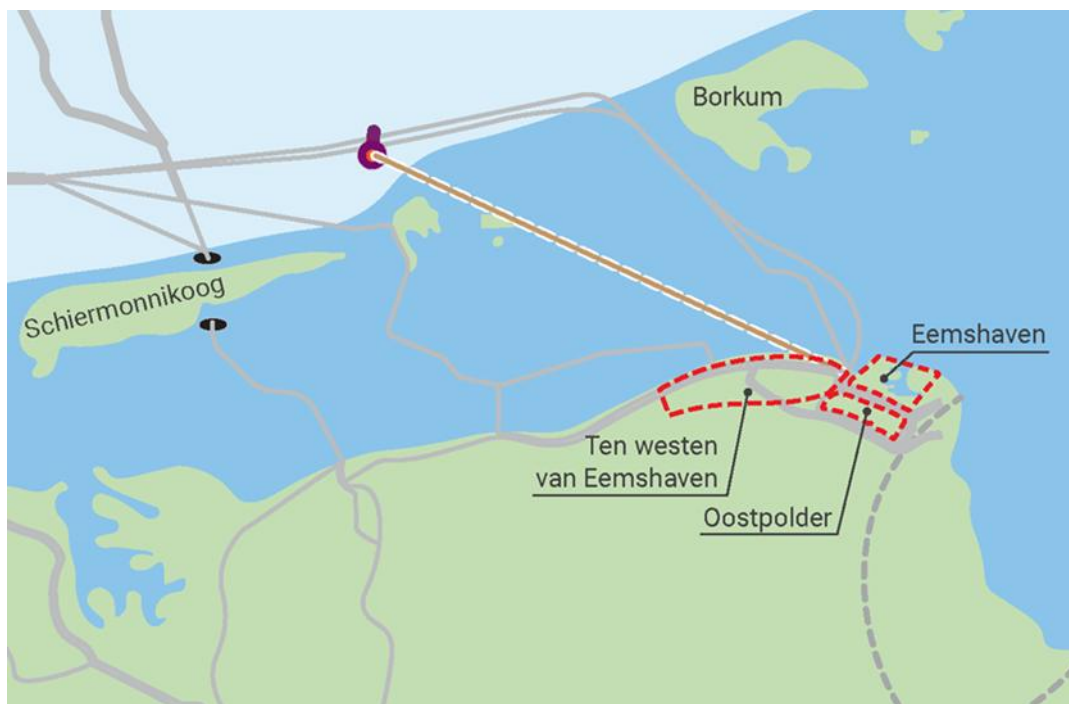 Borkum
Schiermonnikoog
Eemshaven
Ten westen
van Eemshaven
Oostpolder